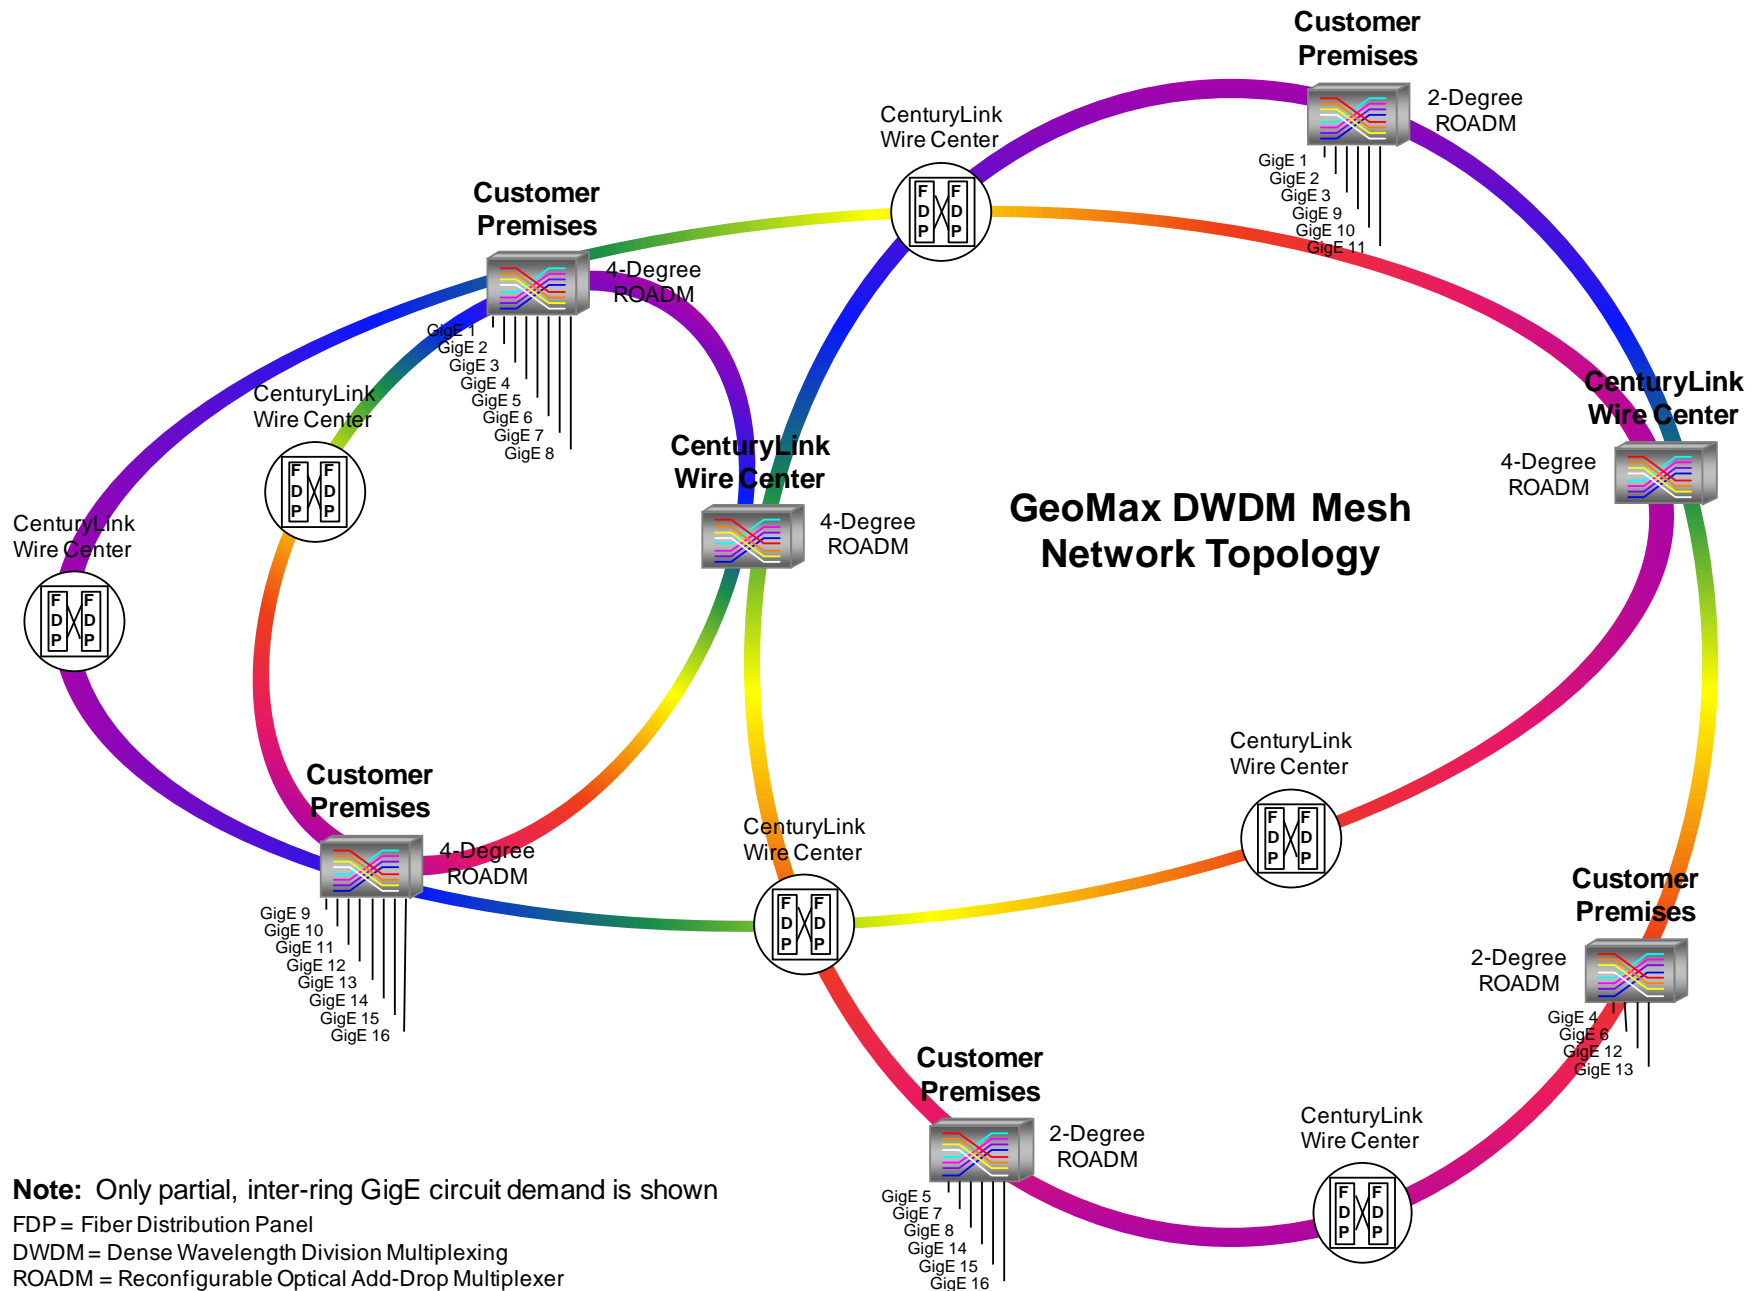 Customer
Premises
2-Degree
ROADM
GigE 1
GigE 2
GigE 3
GigE 9
GigE 10
GigE 11
CenturyLink
Wire Center
F F
D D
P P
Customer
Premises
4-Degree
ROADM
GigE 1
GigE 2
GigE 3
GigE 4
GigE 5
GigE 6
GigE 7
GigE 8
CenturyLink
Wire Center
F F
D D
P P
CenturyLink
Wire Center
4-Degree
ROADM
CenturyLink
Wire Center
4-Degree
ROADM
GeoMax DWDM Mesh
Network Topology
CenturyLink
Wire Center
F F
D D
P P
Customer
Premises
4-Degree
ROADM
GigE 9
GigE 10
GigE 11
GigE 12
GigE 13
GigE 14
GigE 15
GigE 16
CenturyLink
Wire Center
F F
D D
P P
CenturyLink
Wire Center
F F
D D
P P
Customer
Premises
2-Degree
ROADM
GigE 4
GigE 6
GigE 12
GigE 13
Customer
Premises
2-Degree
ROADM
GigE 5
GigE 7
GigE 8
GigE 14
GigE 15
GigE 16
CenturyLink
Wire Center
F F
D D
P P
Note: Only partial, inter-ring GigE circuit demand is shown
FDP = Fiber Distribution Panel
DWDM = Dense Wavelength Division Multiplexing
ROADM = Reconfigurable Optical Add-Drop Multiplexer